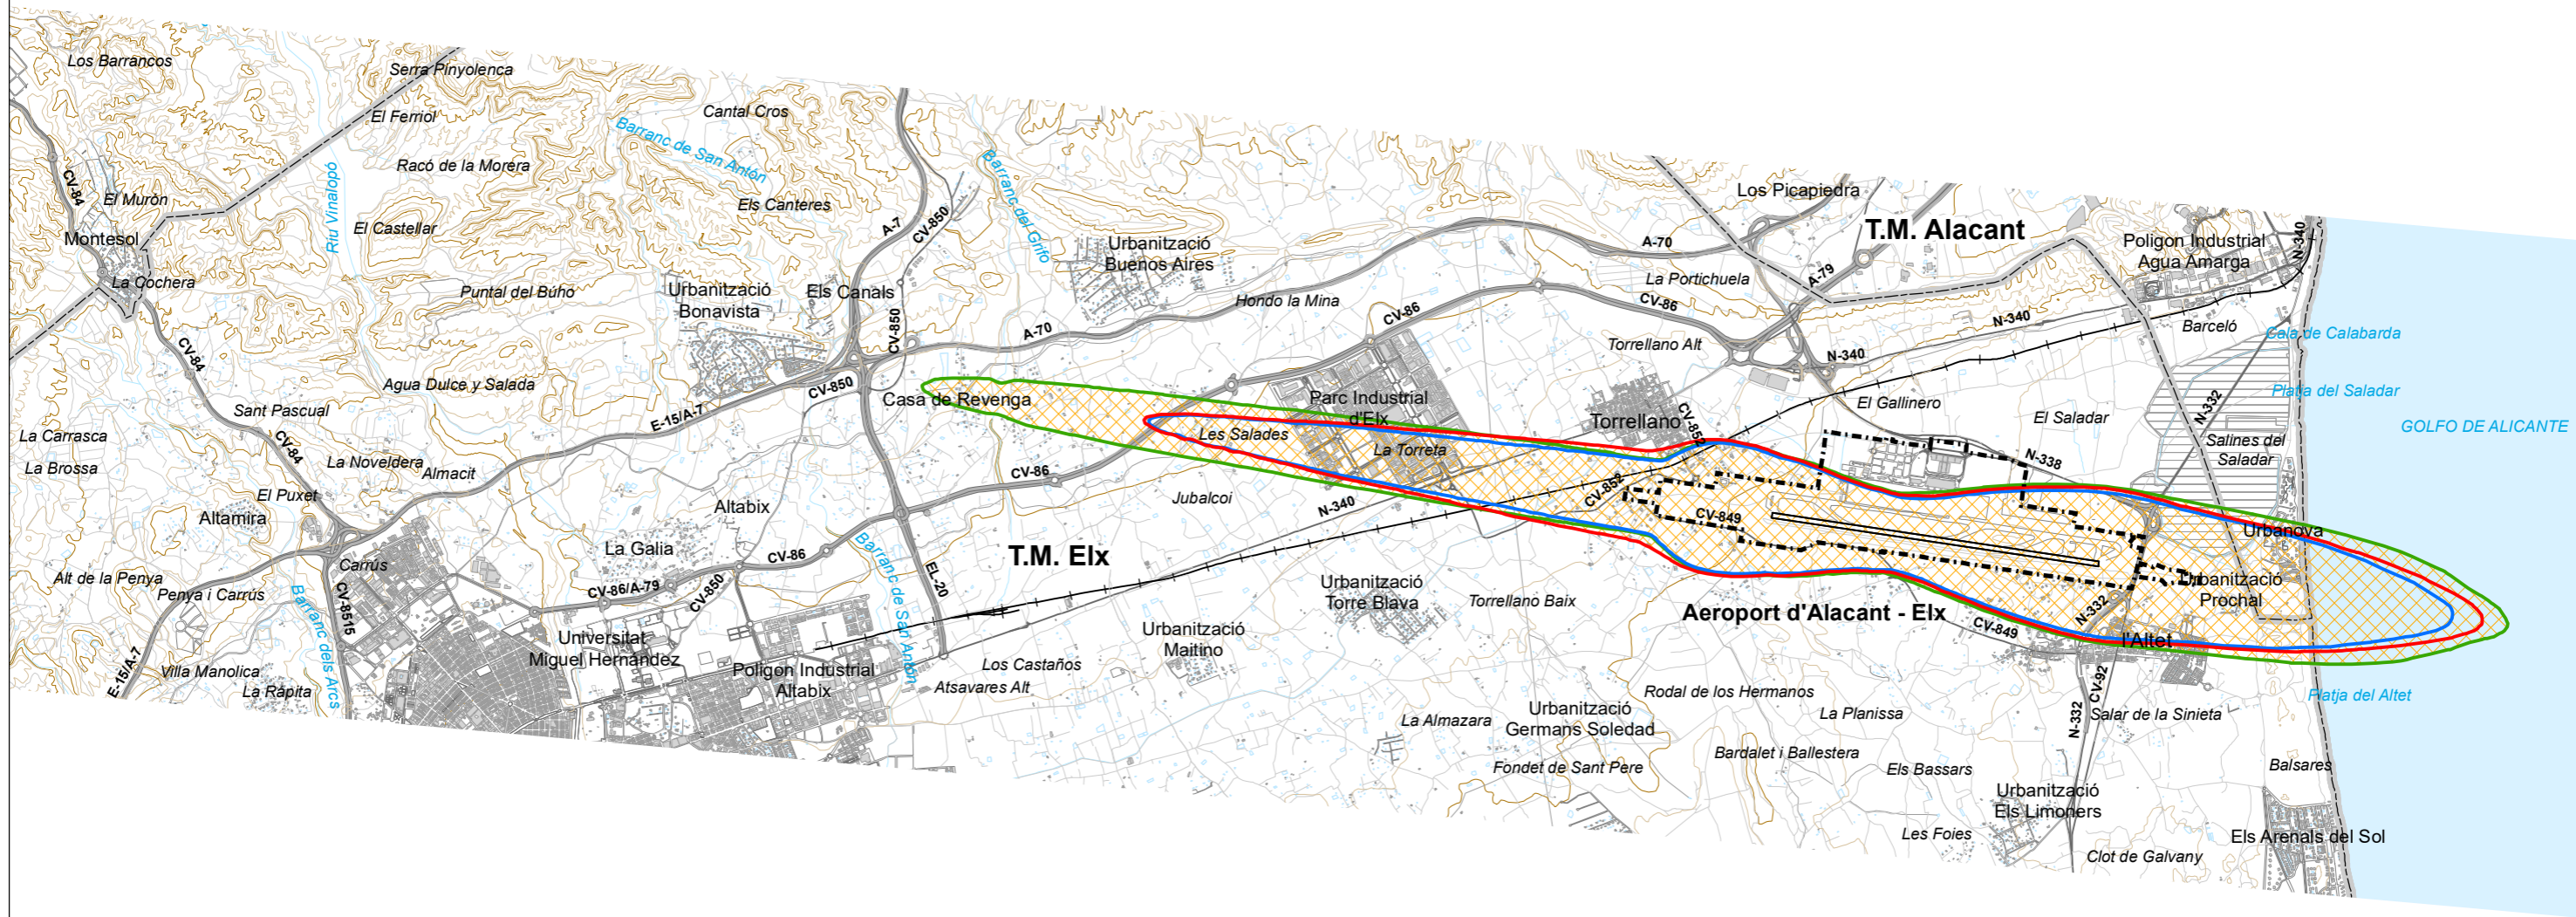 Los Barrancos
Serra Pinyolenca
El Ferriol
Cantal Cros
Barranc de San Antón
Racó de la Morera
Riu Vinalopó
CV-84
El Murón
Els Canteres
Barranc del Grifo
El Castellar
Montesol
A-7
CV-850
La Cochera
Puntal del Búho
Urbanització
Bonavista
Els Canals
Urbanització
Buenos Aires
Los Picapiedra
T.M. Alacant
A-70
La Portichuela
A-79
Poligon Industrial
Agua Amarga
N-340
Hondo la Mina
CV-86
CV-86
N-340
Barceló
Cala de Calabarda
CV-850
A-70
CV-84
Torrellano Alt
N-340
Agua Dulce y Salada
CV-850
Casa de Revenga
Parc Industrial
d'Elx
El Gallinero
N-332
Platja del Saladar
Sant Pascual
E-15/A-7
Les Salades
La Torreta
Torrellano
CV-852
El Saladar
GOLFO DE ALICANTE
La Carrasca
CV-84
La Brossa
La Noveldera
Almacit
Salines del
Saladar
N-338
CV-86
El Puxet
Altamira
Altabix
Jubalcoi
N-340
CV-852
CV-849
Urbanova
La Galia
CV-86
Barranc de San Antón
T.M. Elx
Carrús
Alt de la Penya
Penya i Carrús
CV-86/A-79
CV-850
EL-20
Urbanització
Torre Blava
Torrellano Baix
Urbanització
Prochal
Barranc dels Arcs
CV-8515
Aeroport d'Alacant - Elx
N-332
CV-849
l'Altet
Universitat
Miguel Hernández
Urbanització
Maitino
E-15/A-7
Villa Manolica
La Ràpita
Poligon Industrial
Altabix
Los Castaños
Atsavares Alt
CV-92
Platja del Altet
Rodal de los Hermanos
La Almazara
Urbanització
Germans Soledad
La Planissa
N-332
Salar de la Sinieta
Bardalet i Ballestera
Fondet de Sant Pere
Els Bassars
Balsares
Urbanització
Els Limoners
Les Foies
Els Arenals del Sol
Clot de Galvany